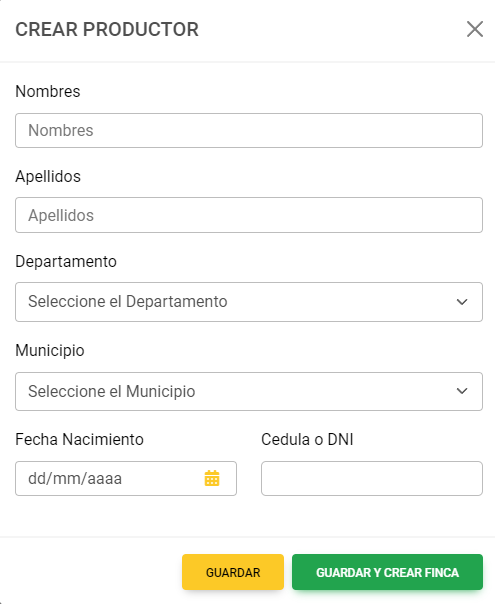 CREAR PRODUCTOR
Nombres
Nombres
Apellidos
Apellidos
Departamento
Seleccione el Departamento
Municipio
Seleccione el Municipio
Fecha Nacimiento
Cedula o DNI
dd/mm/aaaa
GUARDAR
GUARDAR Y CREAR FINCA